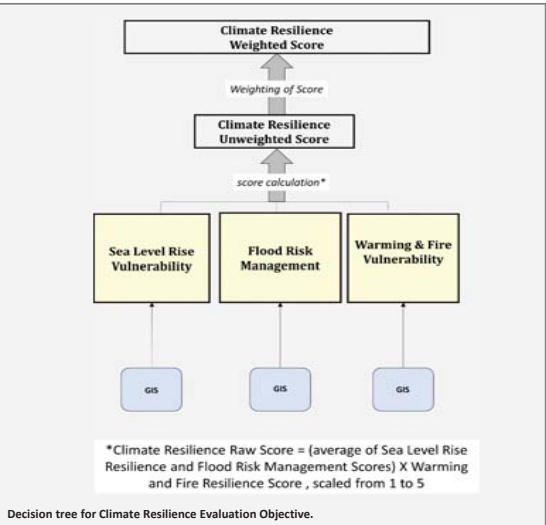 Climate Resilience
Weighted Score
Weighting of Score
Climate Resilience
Unweighted Score
score calculation*
Sea Level Rise
Vulnerability
Flood Risk
Management
Warming & Fire
Vulnerability
GIS
GIS
GIS
*Climate Resilience Raw Score = (average of Sea Level Rise
Resilience and Flood Risk Management Scores) X Warming
and Fire Resilience Score , scaled from 1 to 5
Decision tree for Climate Resilience Evaluation Objective.